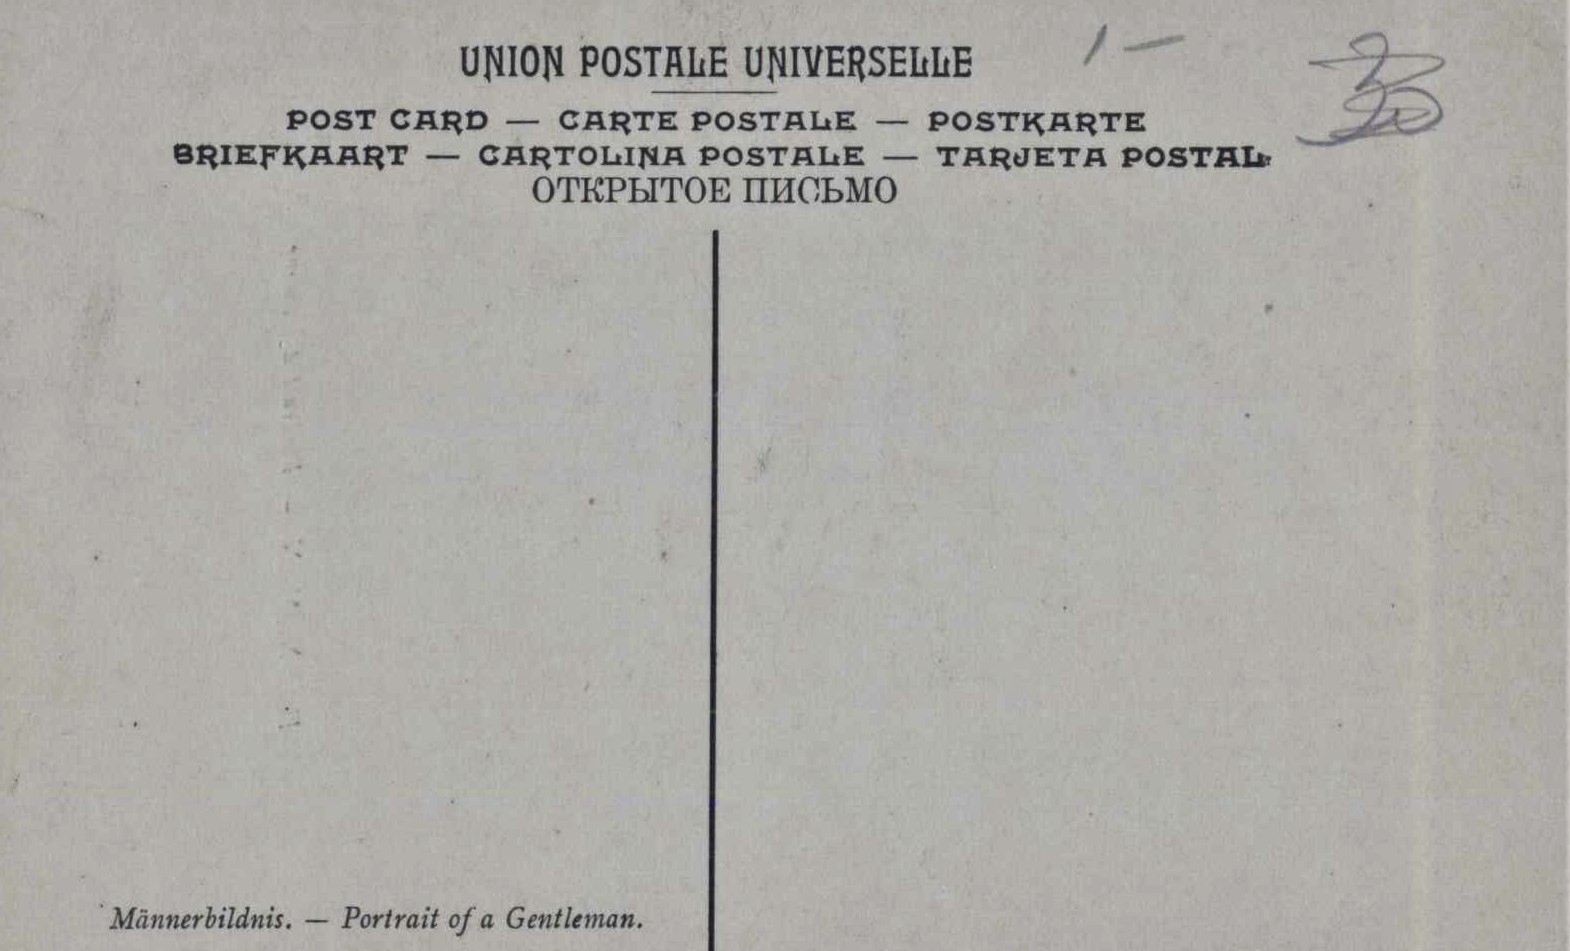 UNION POSTALE UNIVERSELLE
1 —
POST CARD — CARTE POSTALE — POSTKARTE
BRIEFKAART — CARTOLINA POSTALE — TARJETA POSTAL
ОТКРЫТОЕ ПИСЬМО
Männerbildnis. — Portrait of a Gentleman.